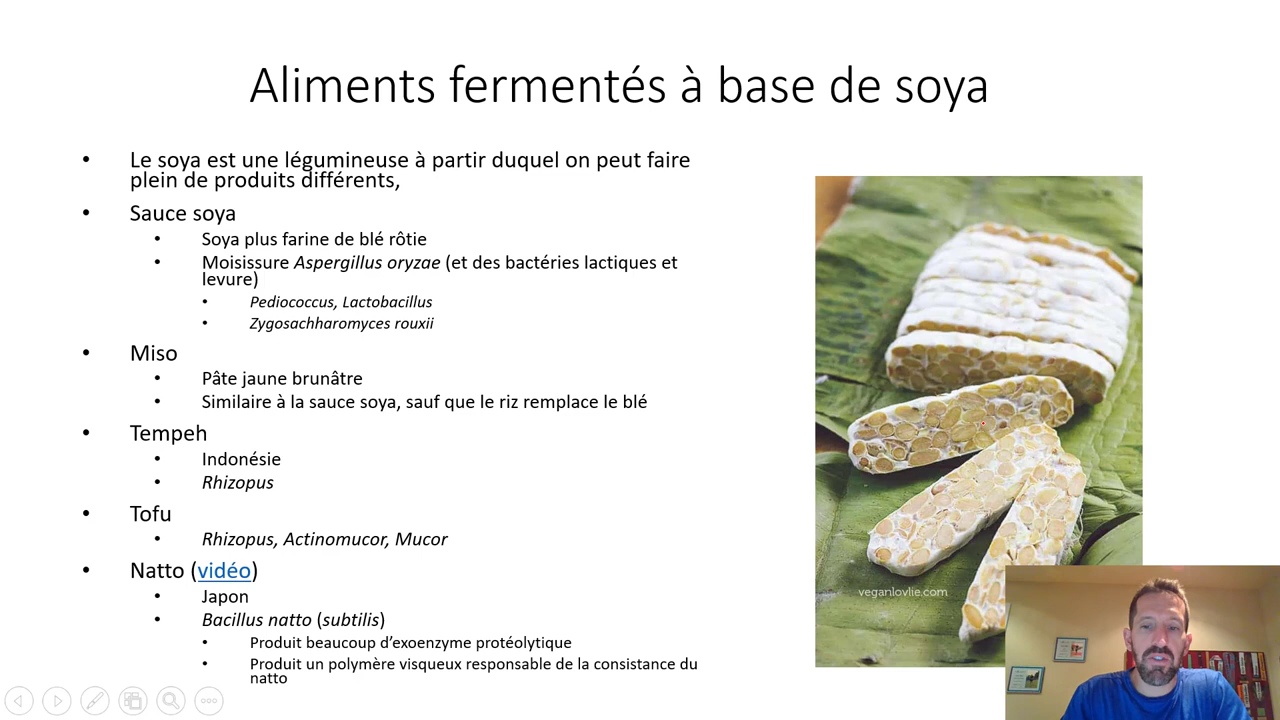 Aliments fermentés à base de soya
• Le soya est une légumineuse à partir duquel on peut faire
plein de produits différents,
• Sauce soya
• Soya plus farine de blé rôtie
• Moisissure Aspergillus oryzae (et des bactéries lactiques et
levure)
• Pediococcus, Lactobacillus
• Zygosachharomyces rouxii
• Miso
• Pâte jaune brunâtre
• Similaire à la sauce soya, sauf que le riz remplace le blé
• Tempeh
• Indonésie
• Rhizopus
• Tofu
• Rhizopus, Actinomucor, Mucor
• Natto (vidéo)
• Japon
• Bacillus natto (subtilis)
• Produit beaucoup d’exoenzyme protéolytique
• Produit un polymère visqueux responsable de la consistance du
natto
veganlovlie.com